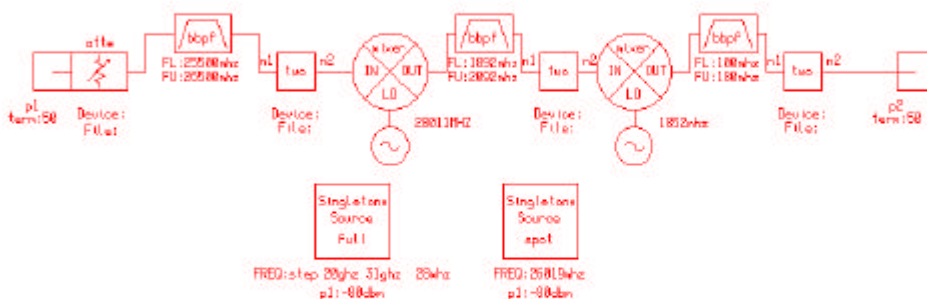 atte
bbpf
mixer
bbpf
mixer
bbpf
FL:25500mhz
FU:26500mhz
n1
two
n2
IN
OUT
LO
FL:1892mhz
FU:2092mhz
n1
two
n2
IN
OUT
LO
FL:100mhz
FU:180mhz
n1
two
n2
p1
term:50
Device:
File:
Device:
File:
28011MHZ
Device:
File:
1852mhz
Device:
File:
p2
term:50
Singletone
Source
full
Singletone
Source
spot
FREQ:step 20ghz 31ghz 28mhz
p1:-80dbm
FREQ:26019mhz
p1:-80dbm